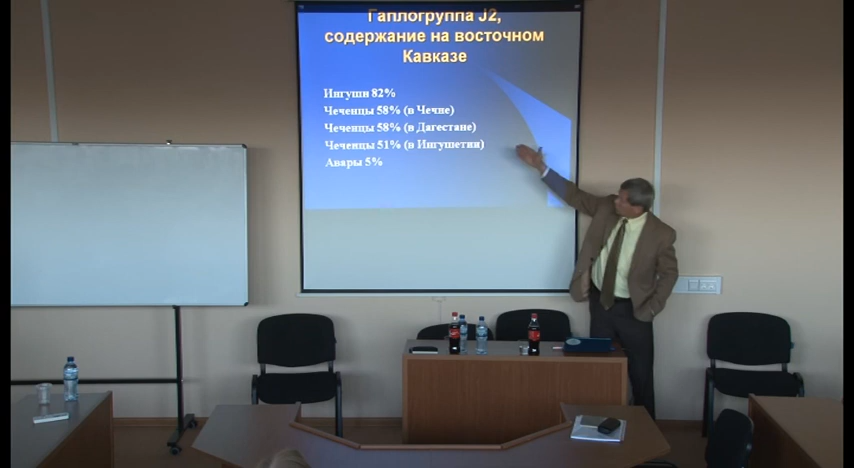 Гаплогруппа J2,
содержание на восточном
Кавказе
Ингуши 82%
Чеченцы 58% (в Чечне)
Чеченцы 58% (в Дагестане)
Чеченцы 51% (в Ингушетии)
Авары 5%